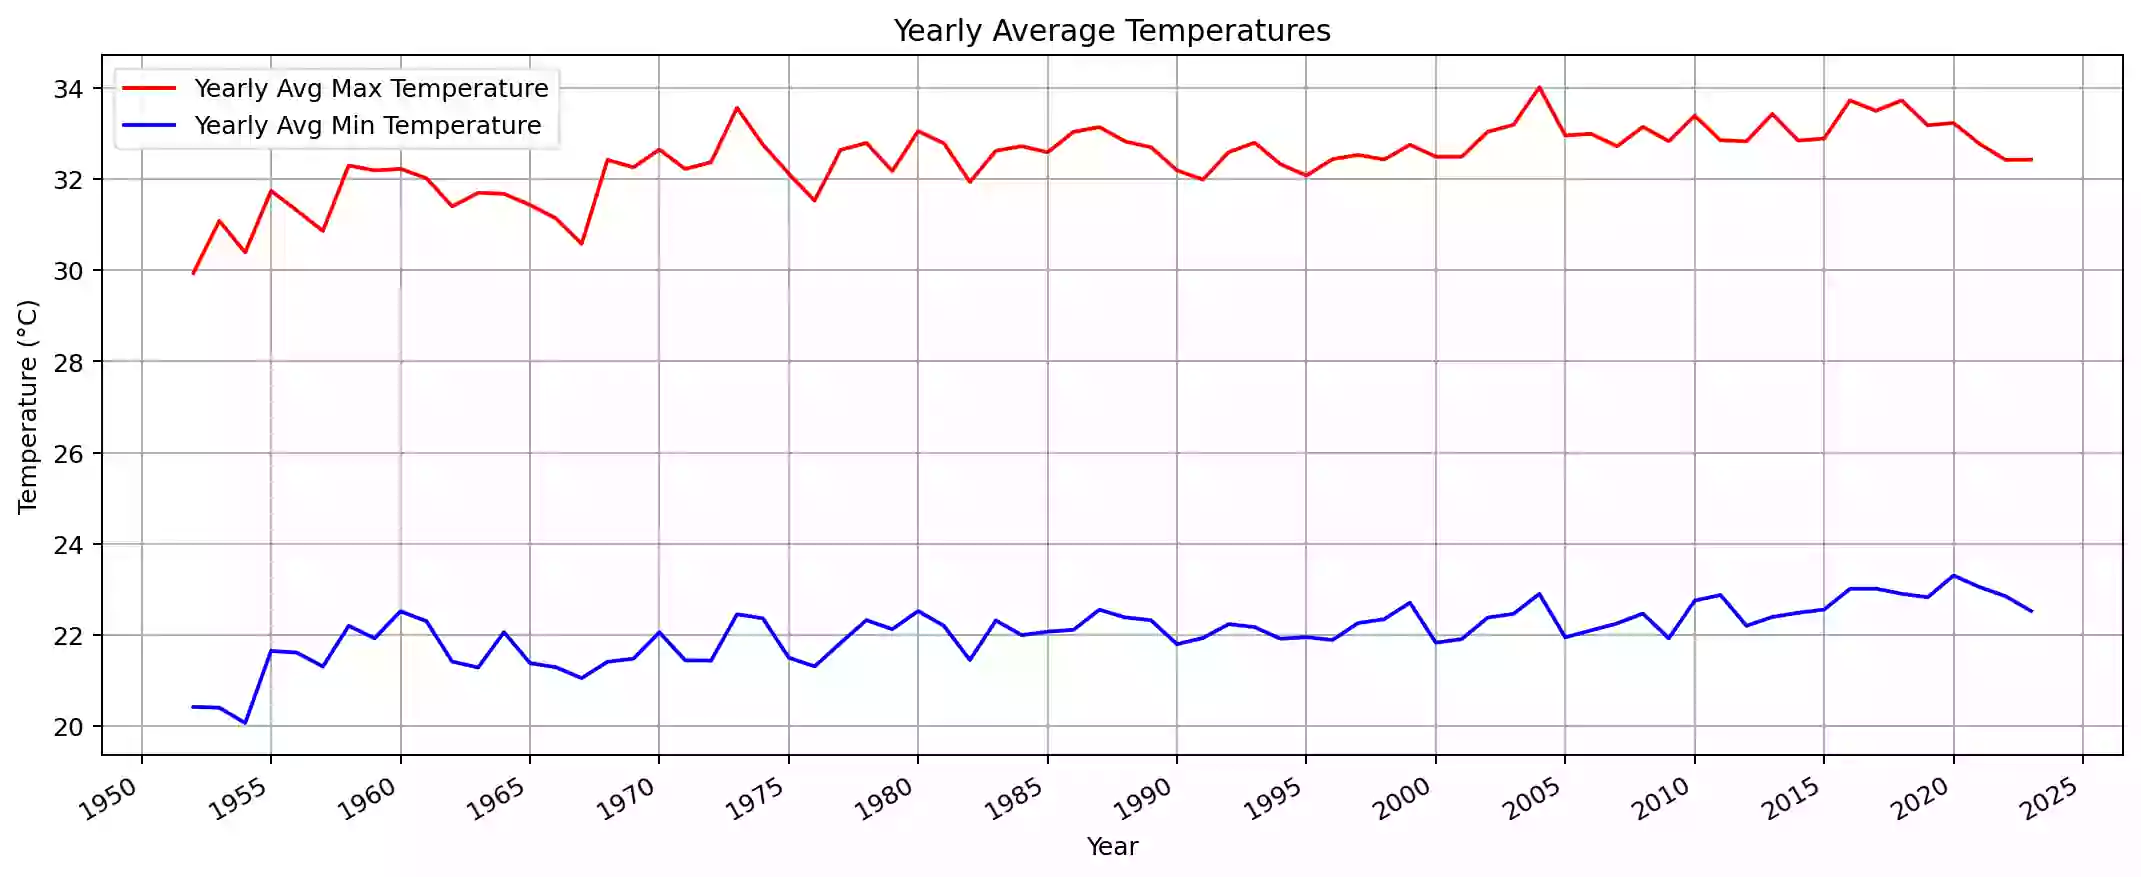 Yearly Average Temperatures
Yearly Avg Max Temperature
Yearly Avg Min Temperature
34
32
30
28
26
24
22
20
Temperature (°C)
1950 1955 1960 1965 1970 1975 1980 1985 1990 1995 2000 2005 2010 2015 2020 2025
Year